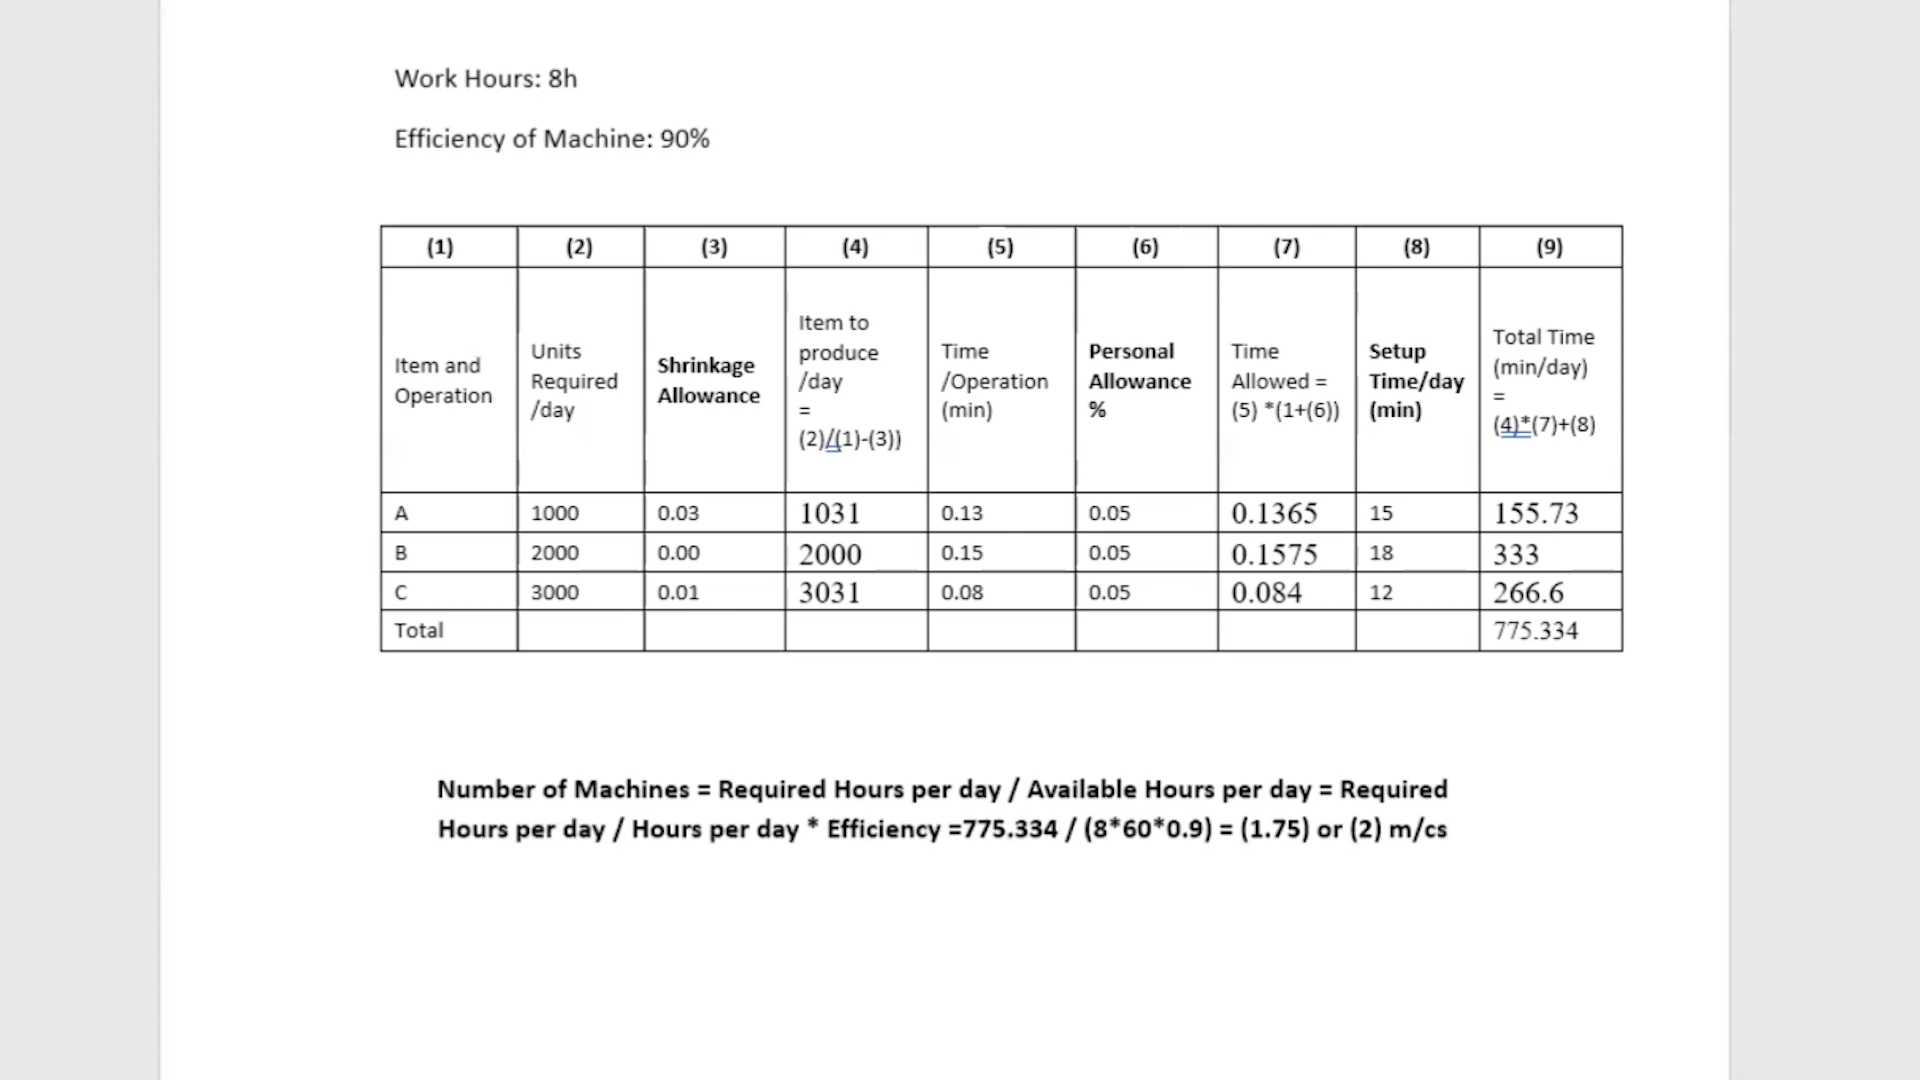 Work Hours: 8h
Efficiency of Machine: 90%
(1) (2) (3) (4) (5) (6) (7) (8) (9)
Item and Operation
Units Required /day
Shrinkage Allowance
Item to produce /day = (2)/(1)-(3))
Time /Operation (min)
Personal Allowance %
Time Allowed = (5) *(1+(6))
Setup Time/day (min)
Total Time (min/day) = (4)*(7)+(8)
A 1000 0.03 1031 0.13 0.05 0.1365 15 155.73
B 2000 0.00 2000 0.15 0.05 0.1575 18 333
C 3000 0.01 3031 0.08 0.05 0.084 12 266.6
Total 775.334
Number of Machines = Required Hours per day / Available Hours per day = Required
Hours per day / Hours per day * Efficiency =775.334 / (8*60*0.9) = (1.75) or (2) m/cs